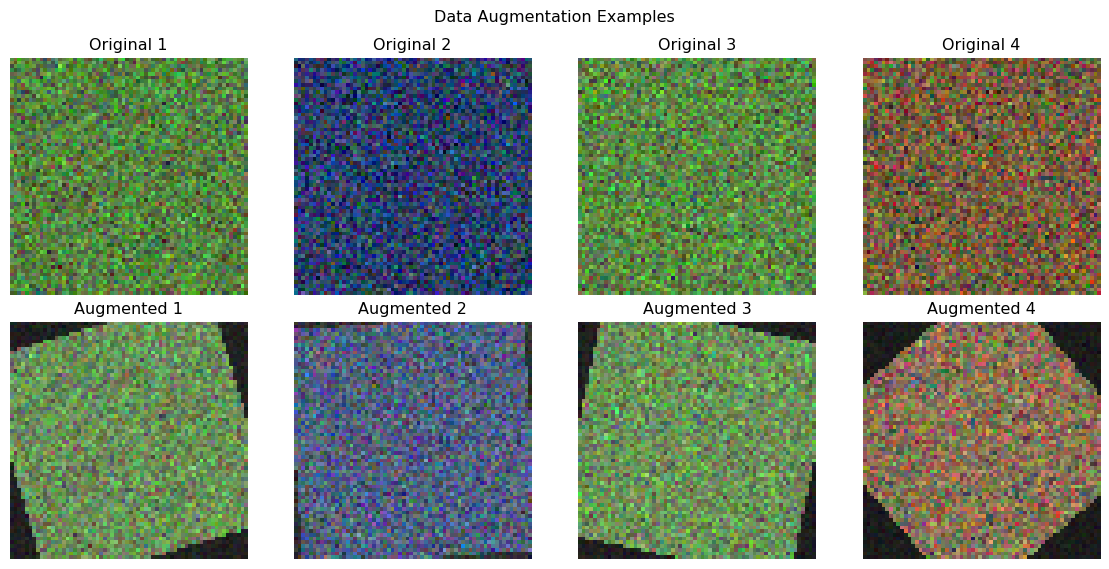 Data Augmentation Examples
Original 1
Original 2
Original 3
Original 4
Augmented 1
Augmented 2
Augmented 3
Augmented 4